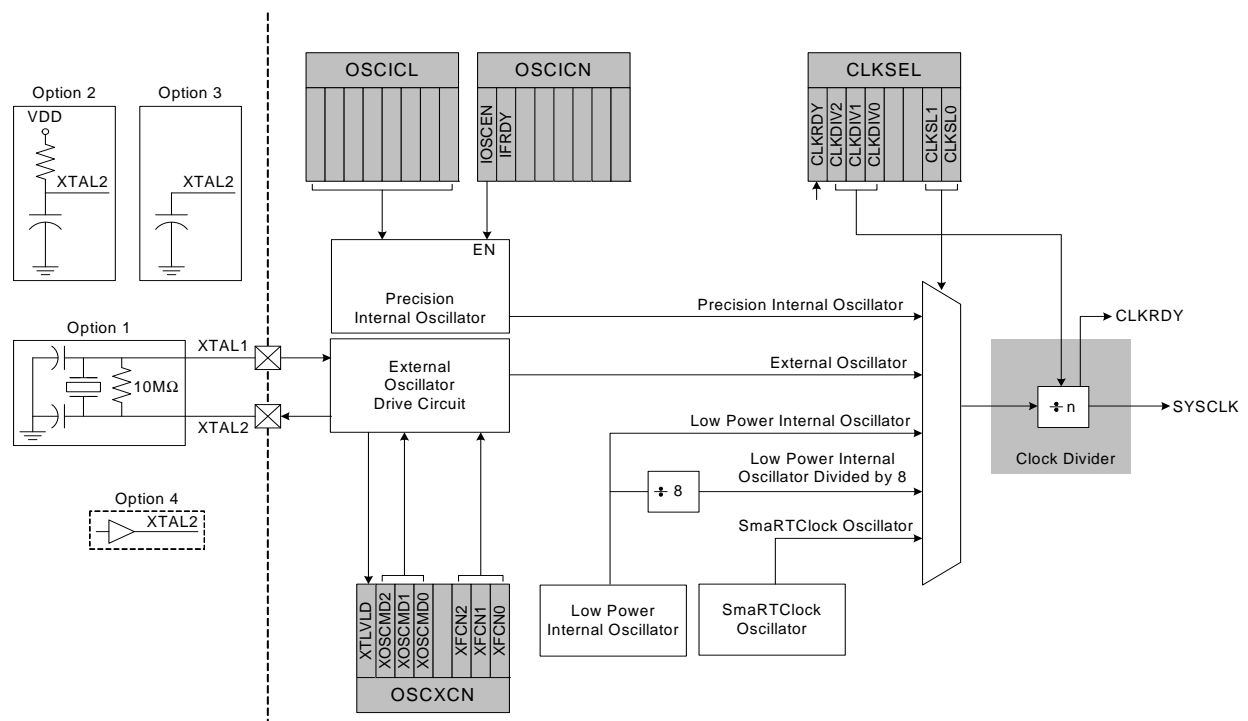 OSCICL
OSCICN
IOSCEN
IFRDY
CLKSEL
CLKRDY
CLKDIV2
CLKDIV1
CLKDIV0
CLKSL1
CLKSL0
Option 2
VDD
XTAL2
Option 3
XTAL2
EN
Precision
Internal Oscillator
Precision Internal Oscillator
Option 1
10MΩ
XTAL1
XTAL2
External
Oscillator
Drive Circuit
External Oscillator
CLKRDY
÷ n
SYSCLK
Clock Divider
Low Power Internal Oscillator
Low Power Internal
Oscillator Divided by 8
÷ 8
SmaRTClock Oscillator
Option 4
XTAL2
Low Power
Internal Oscillator
SmaRTClock
Oscillator
XTLVLD
XOSCMD2
XOSCMD1
XOSCMD0
XFCN2
XFCN1
XFCN0
OSCXCN